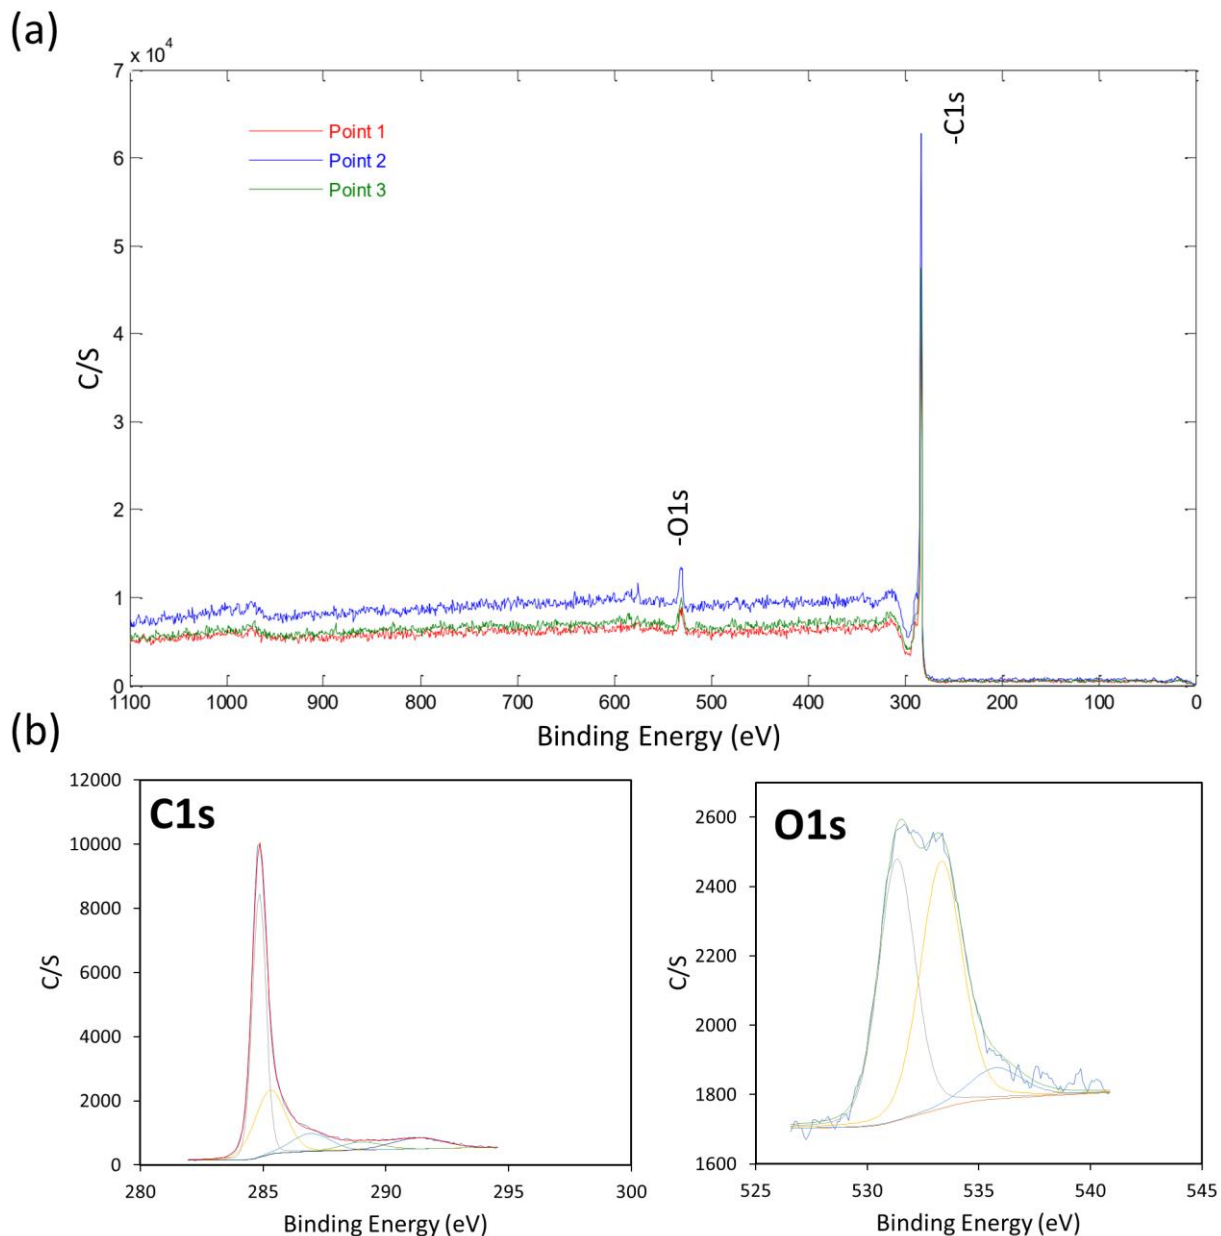 (a)
x 10⁴
7
6
5
4
3
2
1
0
C/S
Point 1
Point 2
Point 3
-O1s
-C1s
1100 1000 900 800 700 600 500 400 300 200 100 0
Binding Energy (eV)
(b)
C1s
12000
10000
8000
6000
4000
2000
0
C/S
280 285 290 295 300
Binding Energy (eV)
O1s
2600
2400
2200
2000
1800
1600
C/S
525 530 535 540 545
Binding Energy (eV)